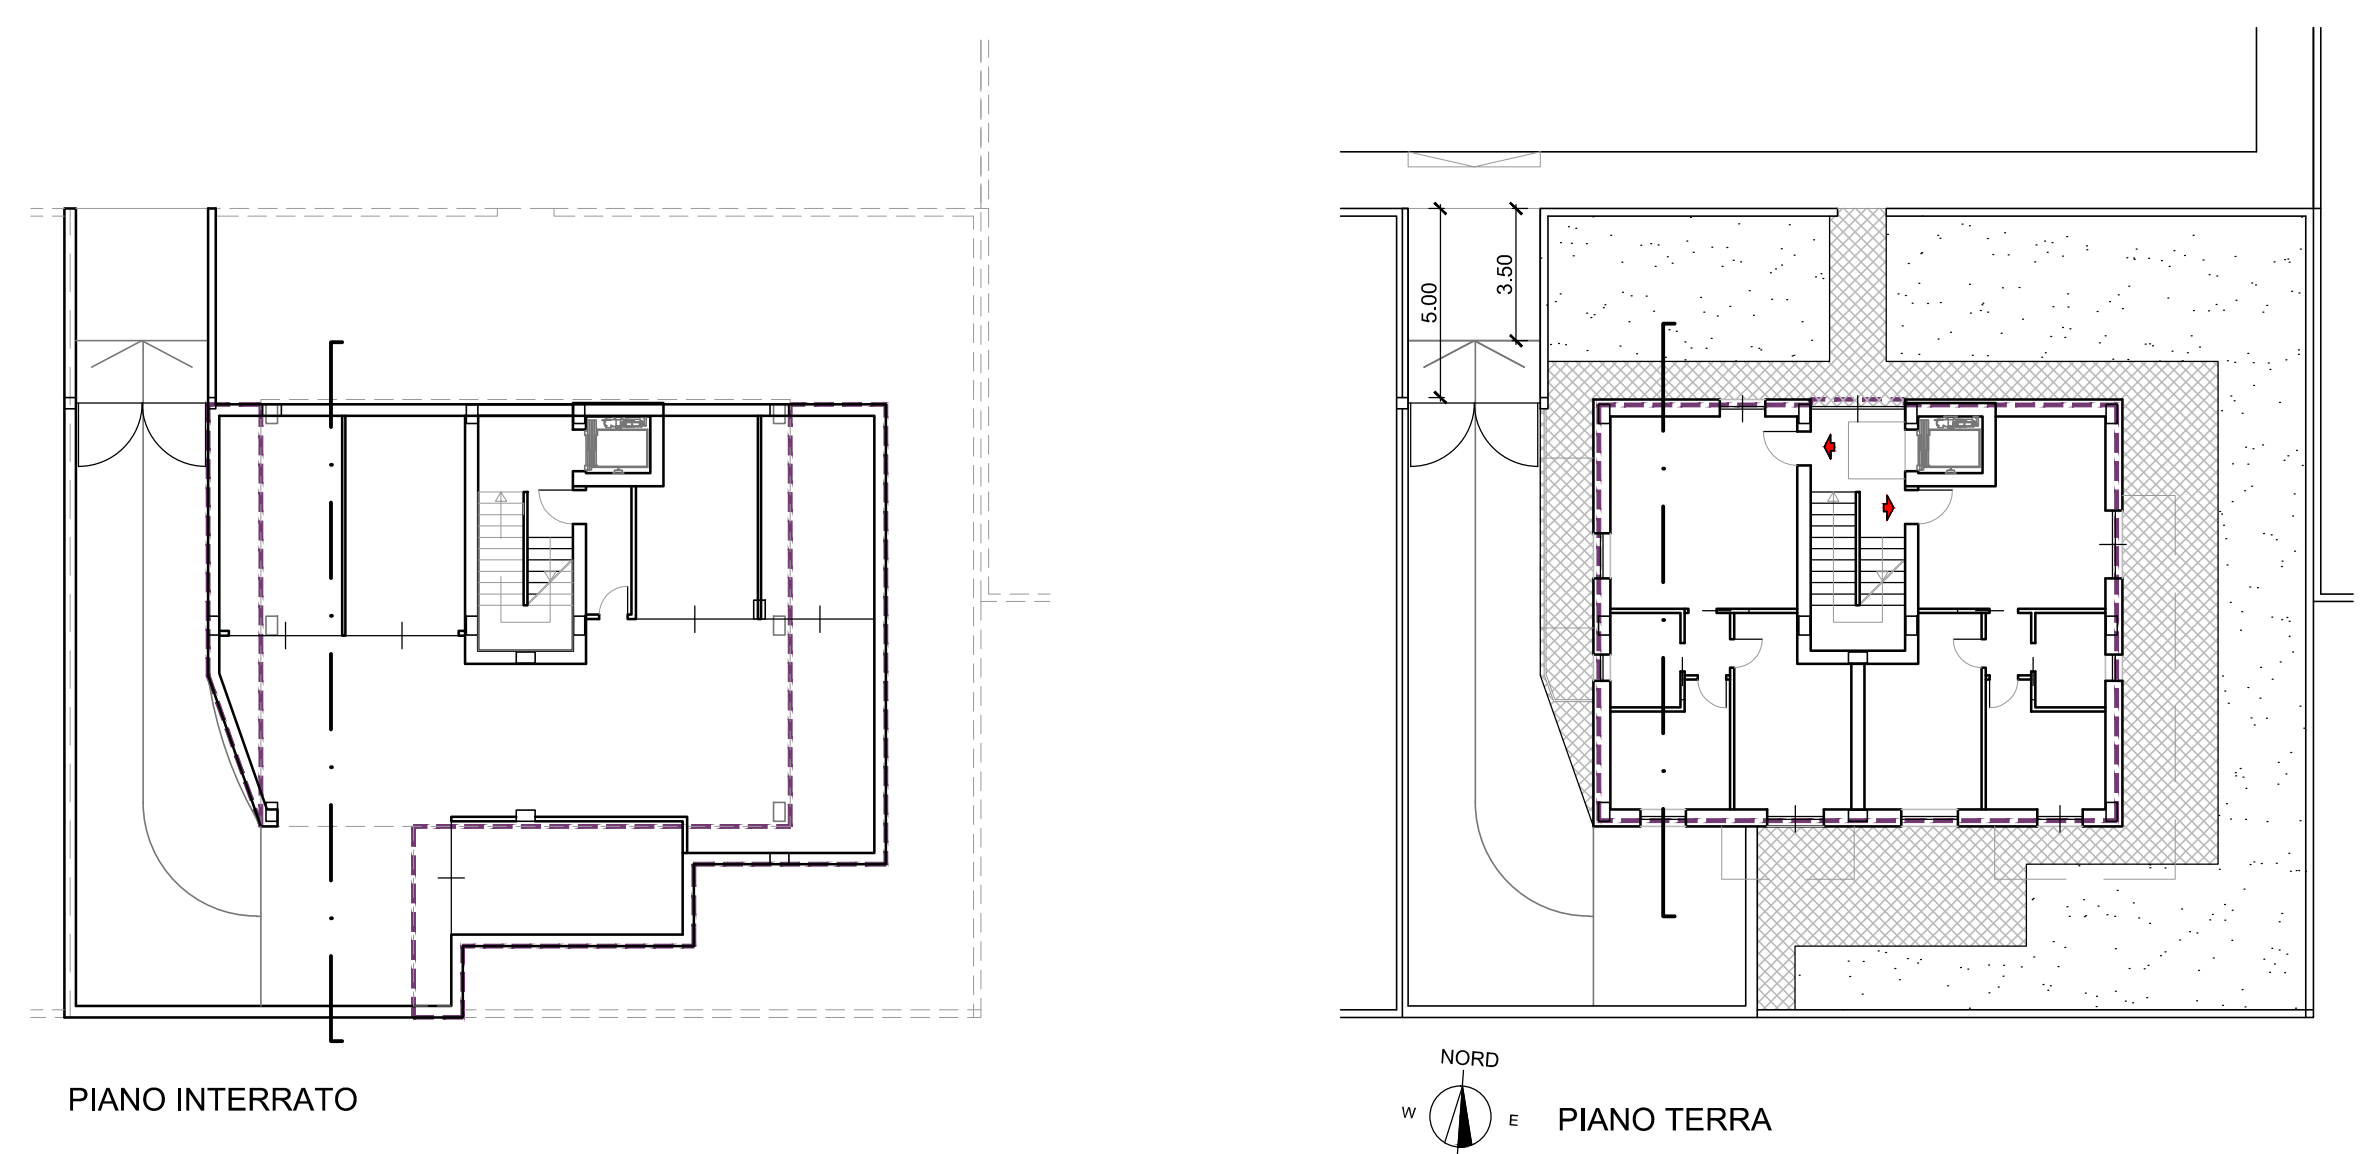 5.00
3.50
NORD
W
E
PIANO INTERRATO
PIANO TERRA